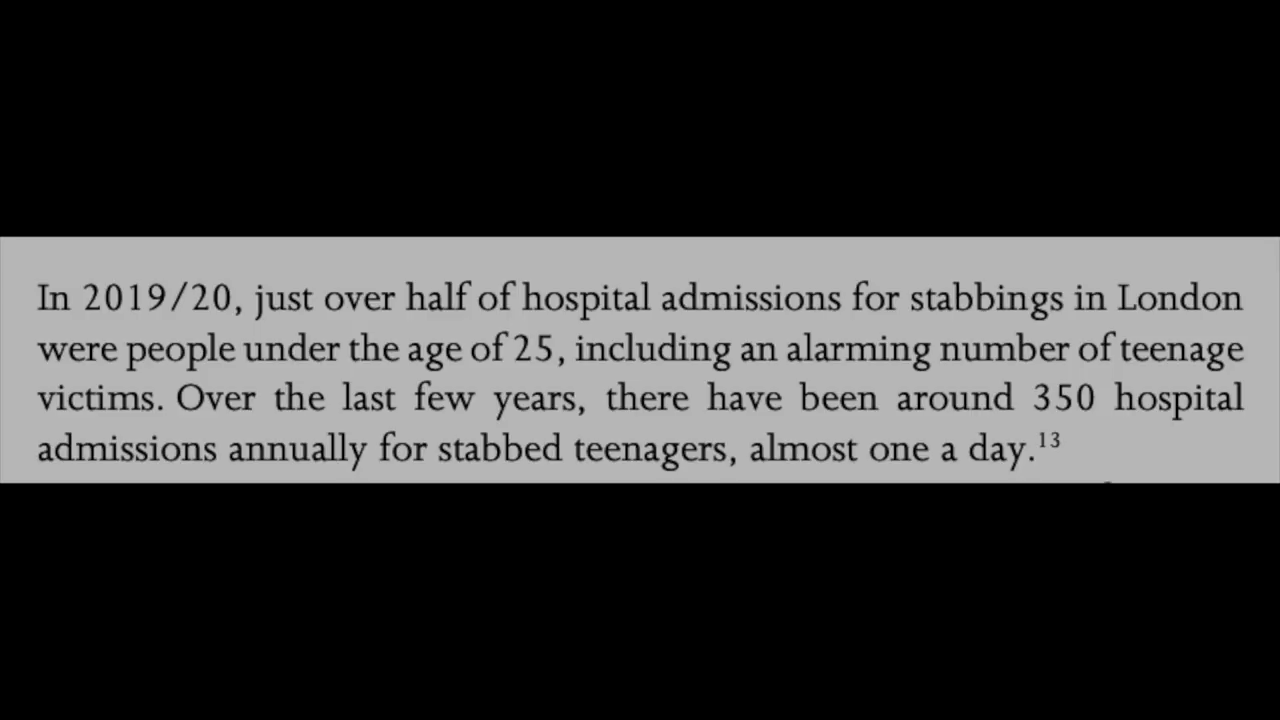 In 2019/20, just over half of hospital admissions for stabbings in London
were people under the age of 25, including an alarming number of teenage
victims. Over the last few years, there have been around 350 hospital
admissions annually for stabbed teenagers, almost one a day.13